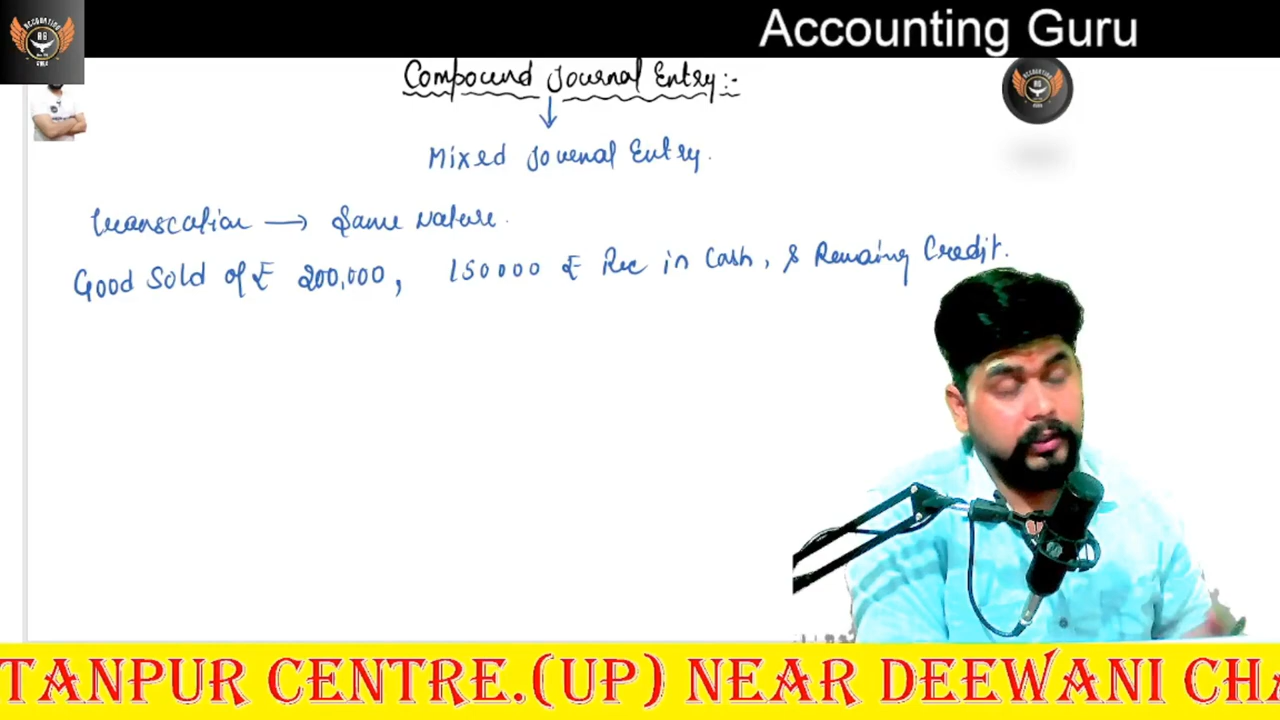 Accounting Guru
Compound Journal Entry:-
Mixed Journal Entry.
Transcation → Same Nature.
Good Sold of ₹ 200,000, 150000 ₹ Rec in Cash, & Remaing Credit.
TANPUR CENTRE.(UP) NEAR DEEWANI CHA